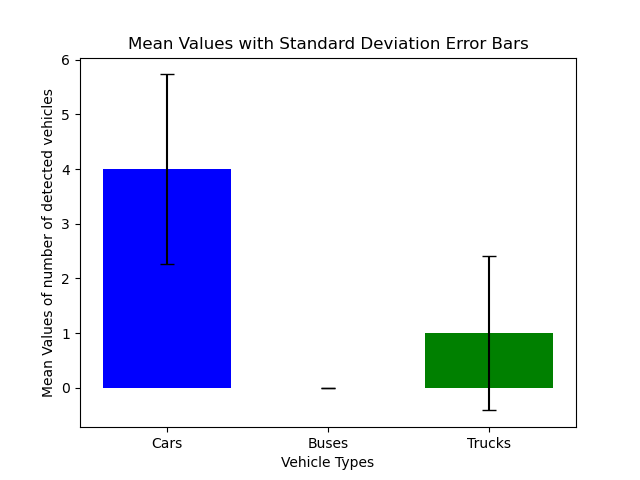 Mean Values with Standard Deviation Error Bars
Mean Values of number of detected vehicles
6
5
4
3
2
1
0
Cars Buses Trucks
Vehicle Types